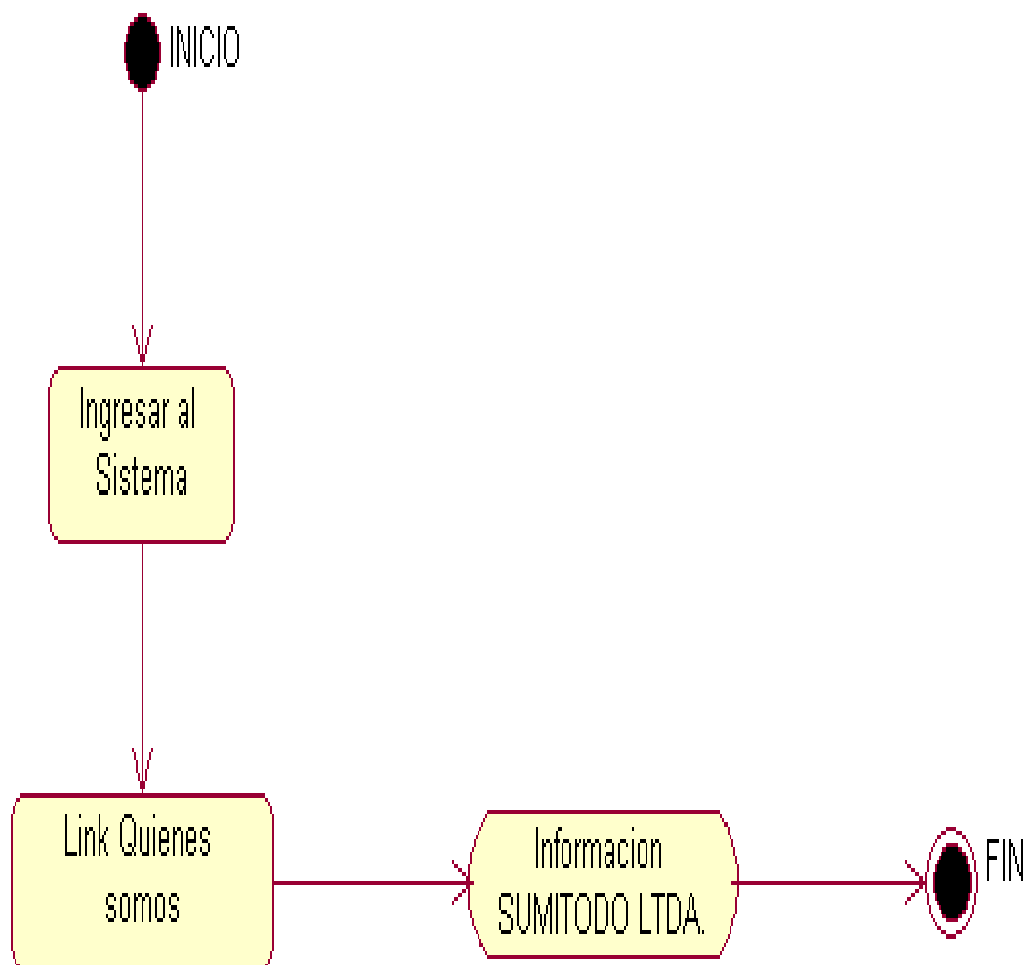 INICIO
Ingresar al
Sistema
Link Quienes
somos
Informacion
SUMITODO LTDA.
FIN